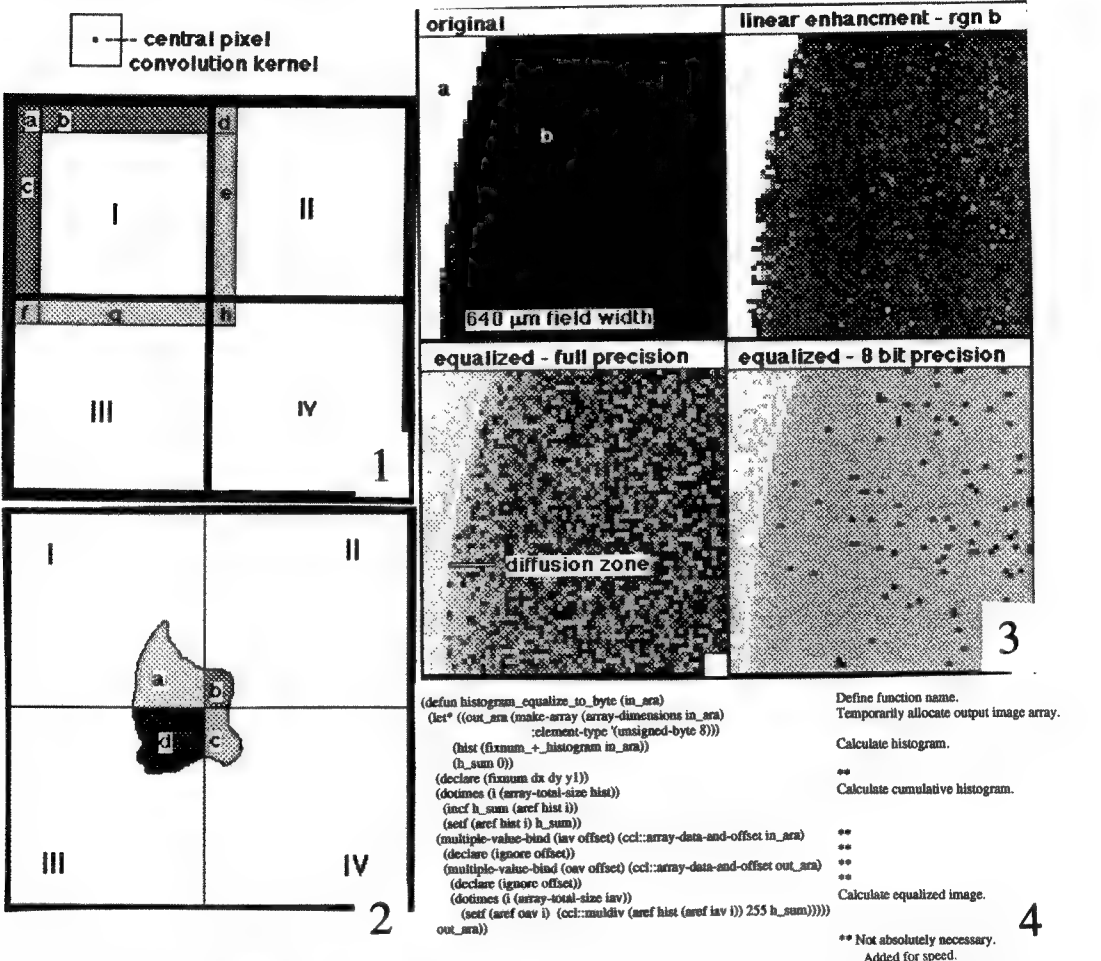 central pixel
convolution kernel
a b d
c
e
I
II
f g h
III
IV
1
I
II
a
b
d
c
III
IV
2
original
linear enhancment - rgn b
a
b
640 µm field width
equalized - full precision
equalized - 8 bit precision
diffusion zone
3
(defun histogram_equalize_to_byte (in_ara)
(let* ((out_ara (make-array (array-dimensions in_ara)
:element-type '(unsigned-byte 8)))
(hist (fixnum_+_histogram in_ara))
(h_sum 0))
(declare (fixnum dx dy y1))
(dotimes (i (array-total-size hist))
(incf h_sum (aref hist i))
(setf (aref hist i) h_sum))
(multiple-value-bind (iav offset) (ccl::array-data-and-offset in_ara)
(declare (ignore offset))
(multiple-value-bind (oav offset) (ccl::array-data-and-offset out_ara)
(declare (ignore offset))
(dotimes (i (array-total-size iav))
(setf (aref oav i) (ccl::muldiv (aref hist (aref iav i)) 255 h_sum)))))
out_ara))
Define function name.
Temporarily allocate output image array.
Calculate histogram.
**
Calculate cumulative histogram.
**
**
**
**
Calculate equalized image.
** Not absolutely necessary.
Added for speed.
4